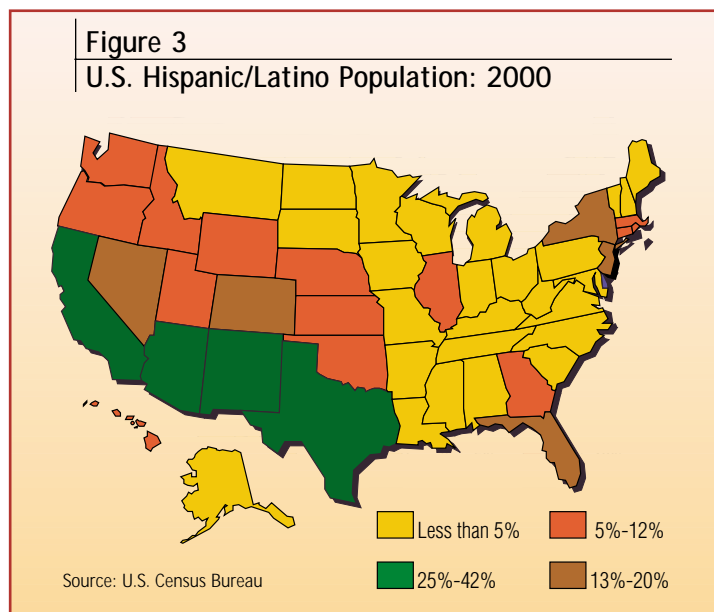 Figure 3
U.S. Hispanic/Latino Population: 2000
Less than 5%
5%-12%
25%-42%
13%-20%
Source: U.S. Census Bureau